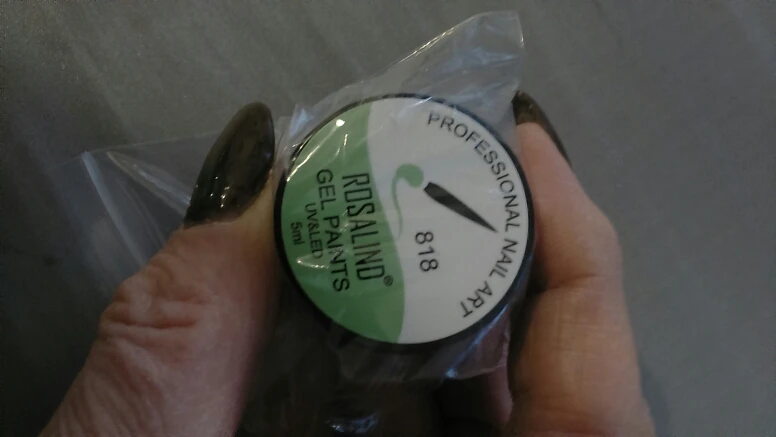 PROFESSIONAL NAIL ART
818
ROSALIND®
GEL PAINTS
UV&LED
5ml